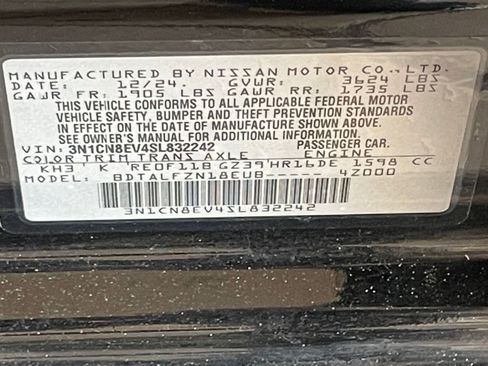 MANUFACTURED BY NISSAN MOTOR CO., LTD.
DATE: 12/24. GVWR: 3624 LBS
GAWR FR: 1905 LBS GAWR RR: 1735 LBS
THIS VEHICLE CONFORMS TO ALL APPLICABLE FEDERAL MOTOR
VEHICLE SAFETY, BUMPER AND THEFT PREVENTION STANDARDS
IN EFFECT ON THE DATE OF MANUFACTURE SHOWN ABOVE.
SEE OWNER'S MANUAL FOR ADDITIONAL INFORMATION.
VIN: 3N1CN8EV4SL832242 PASSENGER CAR.
COLOR TRIM TRANS AXLE ENGINE
KH3 K RE0F11B GZ39 HR16DE 1598 CC
BDTALFZN18EUB----- 4Z000
3N1CN8EV4SL832242